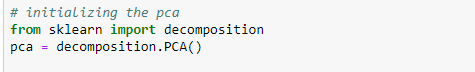 # initializing the pca
from sklearn import decomposition
pca = decomposition.PCA()